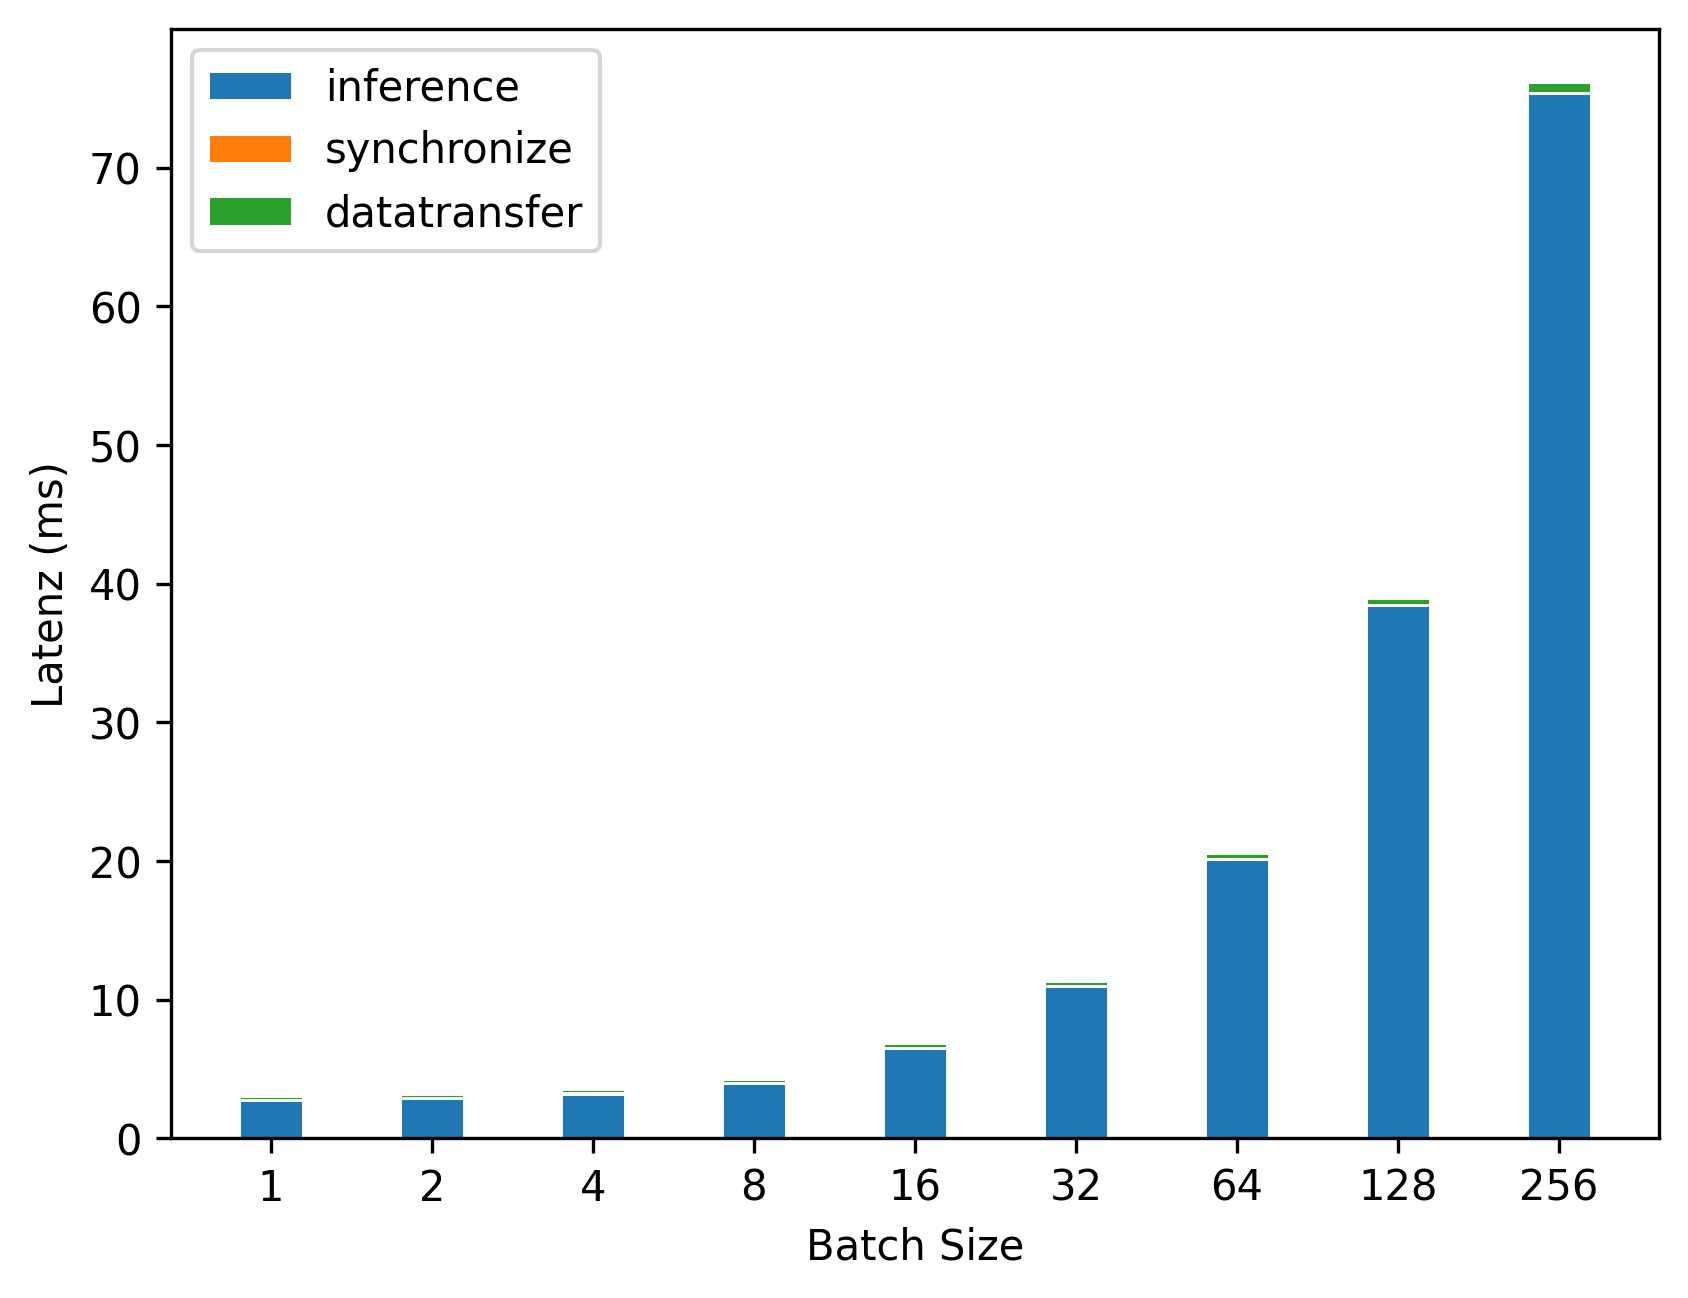 inference
synchronize
datatransfer
70
60
50
40
30
20
10
0
Latenz (ms)
1 2 4 8 16 32 64 128 256
Batch Size